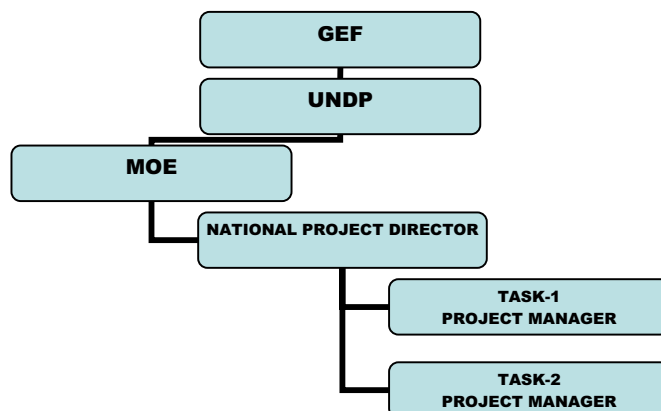 GEF
UNDP
MOE
NATIONAL PROJECT DIRECTOR
TASK-1
PROJECT MANAGER
TASK-2
PROJECT MANAGER